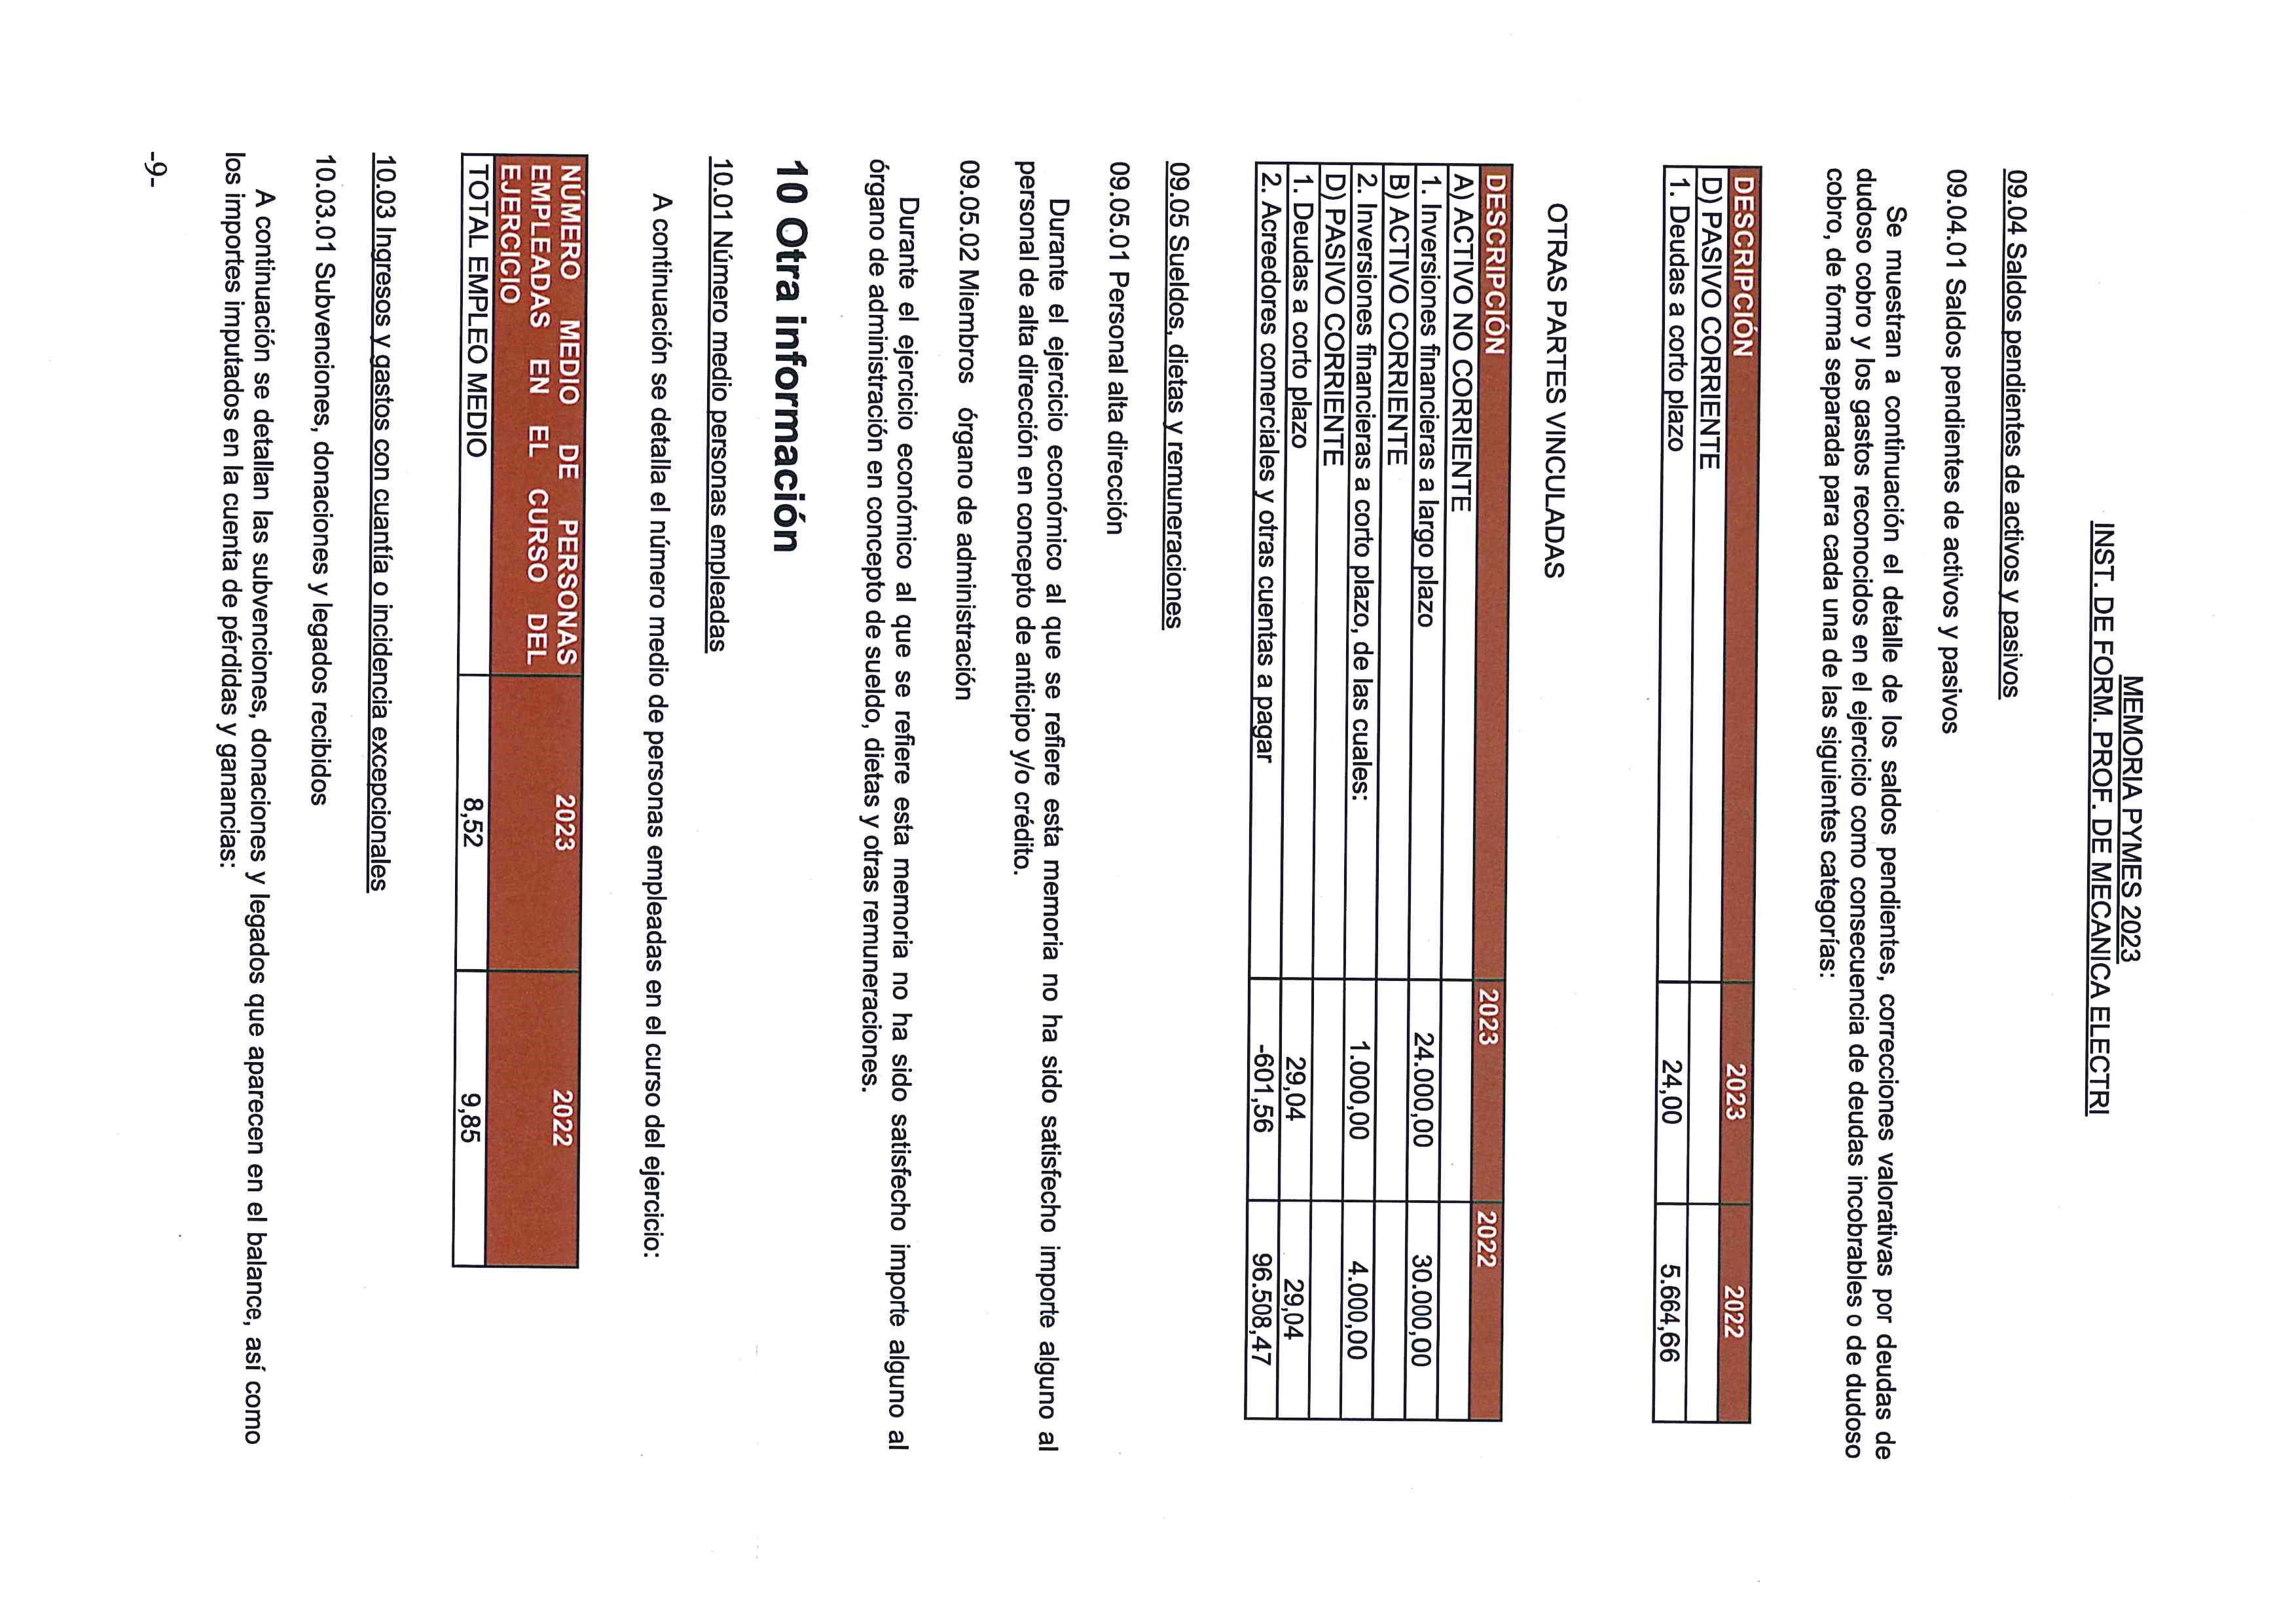 MEMORIA PYMES 2023
INST. DE FORM. PROF. DE MECANICA ELECTRI
09.04 Saldos pendientes de activos y pasivos
09.04.01 Saldos pendientes de activos y pasivos
Se muestran a continuación el detalle de los saldos pendientes, correcciones valorativas por deudas de
dudoso cobro y los gastos reconocidos en el ejercicio como consecuencia de deudas incobrables o de dudoso
cobro, de forma separada para cada una de las siguientes categorías:
DESCRIPCIÓN 2023 2022
D) PASIVO CORRIENTE
1. Deudas a corto plazo 24,00 5.664,66
OTRAS PARTES VINCULADAS
DESCRIPCIÓN 2023 2022
A) ACTIVO NO CORRIENTE
1. Inversiones financieras a largo plazo 24.000,00 30.000,00
B) ACTIVO CORRIENTE
2. Inversiones financieras a corto plazo, de las cuales: 1.000,00 4.000,00
D) PASIVO CORRIENTE
1. Deudas a corto plazo 29,04 29,04
2. Acreedores comerciales y otras cuentas a pagar -601,56 96.508,47
09.05 Sueldos, dietas y remuneraciones
09.05.01 Personal alta dirección
Durante el ejercicio económico al que se refiere esta memoria no ha sido satisfecho importe alguno al
personal de alta dirección en concepto de anticipo y/o crédito.
09.05.02 Miembros órgano de administración
Durante el ejercicio económico al que se refiere esta memoria no ha sido satisfecho importe alguno al
órgano de administración en concepto de sueldo, dietas y otras remuneraciones.
10 Otra información
10.01 Número medio personas empleadas
A continuación se detalla el número medio de personas empleadas en el curso del ejercicio:
NÚMERO MEDIO DE PERSONAS 2023 2022
EMPLEADAS EN EL CURSO DEL
EJERCICIO
TOTAL EMPLEO MEDIO 8,52 9,85
10.03 Ingresos y gastos con cuantía o incidencia excepcionales
10.03.01 Subvenciones, donaciones y legados recibidos
A continuación se detallan las subvenciones, donaciones y legados que aparecen en el balance, así como
los importes imputados en la cuenta de pérdidas y ganancias:
-9-